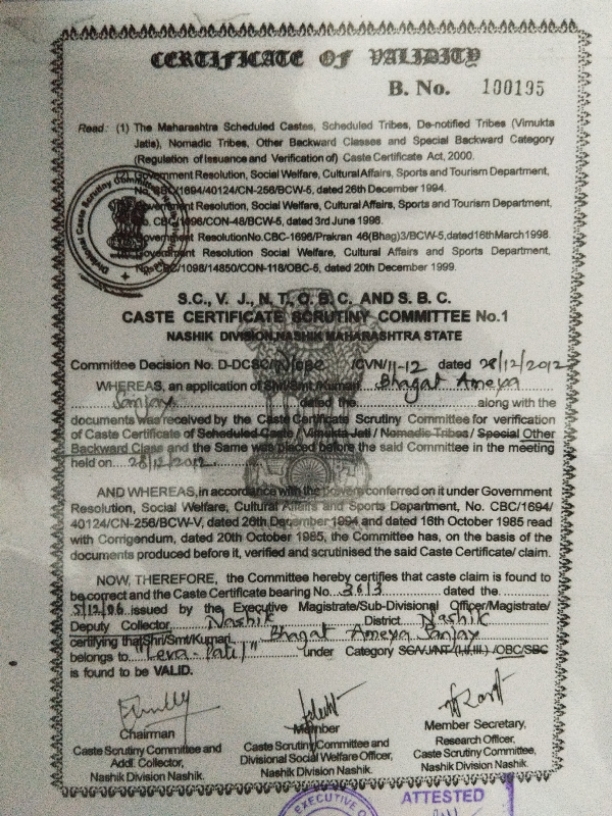 CERTIFICATE OF VALIDITY
B. No. 100195
Read : (1) The Maharashtra Scheduled Castes, Scheduled Tribes, De-notified Tribes (Vimukta
Jatis), Nomadic Tribes, Other Backward Classes and Special Backward Category
(Regulation of Issuance and Verification of) Caste Certificate Act, 2000.
Government Resolution, Social Welfare, Cultural Affairs, Sports and Tourism Department,
No. CBC/1694/40124/CN-256/BCW-5, dated 26th December 1994.
Government Resolution, Social Welfare, Cultural Affairs, Sports and Tourism Department,
No. CBC/1696/CON-48/BCW-5, dated 3rd June 1996.
Government Resolution No. CBC-1696/Prakran 46(Bhag)3/BCW-5, dated 16th March 1998.
Government Resolution Social Welfare, Cultural Affairs and Sports Department,
No. CBC/1098/14850/CON-118/OBC-5, dated 20th December 1999.
Divisional Caste Scrutiny
S.C., V. J., N. T., O. B. C. AND S. B. C.
CASTE CERTIFICATE SCRUTINY COMMITTEE No.1
NASHIK DIVISION, NASHIK MAHARASHTRA STATE
Committee Decision No. D-DCSC /CVN/11-12 dated 28/12/2012
WHEREAS, an application of Shri/Smt/Kumari Bhagat Ameya
Sanjay dated the along with the
documents was received by the Caste Certificate Scrutiny Committee for verification
of Caste Certificate of Scheduled Caste / Vimukta Jati / Nomadic Tribes / Special Other
Backward Class and the Same was placed before the said Committee in the meeting
held on 28/12/2012
AND WHEREAS, in accordance with the powers conferred on it under Government
Resolution, Social Welfare, Cultural Affairs and Sports Department, No. CBC/1694/
40124/CN-256/BCW-V, dated 26th December 1994 and dated 16th October 1985 read
with Corrigendum, dated 20th October 1985, the Committee has, on the basis of the
documents produced before it, verified and scrutinised the said Caste Certificate/ claim.
NOW, THEREFORE, the Committee hereby certifies that caste claim is found to
be correct and the Caste Certificate bearing No. 3613 dated the
5/12/06 issued by the Executive Magistrate/Sub-Divisional Officer/Magistrate/
Deputy Collector, Nashik District Nashik
certifying that Shri/Smt/Kumari Bhagat Ameya Sanjay
belongs to "Leva-Patil" under Category SC/VJ/NT/(I,II,III) /OBC/SBC
is found to be VALID.
Chairman
Caste Scrutiny Committee and
Addl. Collector,
Nashik Division Nashik.
Member
Caste Scrutiny Committee and
Divisional Social Welfare Officer,
Nashik Division Nashik.
Member Secretary,
Research Officer,
Caste Scrutiny Committee,
Nashik Division Nashik.
EXECUTIVE
ATTESTED